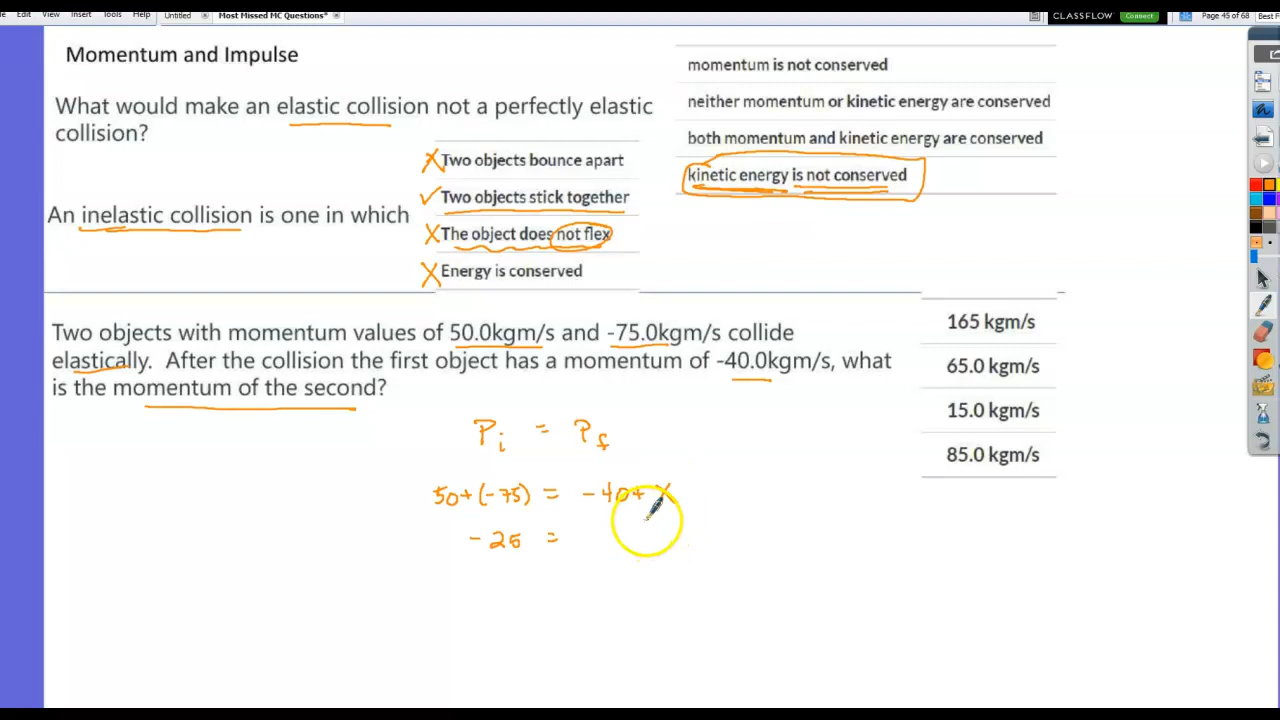 Edit View Insert Tools Help Untitled Most Missed MC Questions* CLASSFLOW Connect Page 45 of 68 Best F
Momentum and Impulse
What would make an elastic collision not a perfectly elastic
collision?
momentum is not conserved
neither momentum or kinetic energy are conserved
both momentum and kinetic energy are conserved
kinetic energy is not conserved
An inelastic collision is one in which
Two objects bounce apart
Two objects stick together
The object does not flex
Energy is conserved
Two objects with momentum values of 50.0kgm/s and -75.0kgm/s collide
elastically. After the collision the first object has a momentum of -40.0kgm/s, what
is the momentum of the second?
165 kgm/s
65.0 kgm/s
15.0 kgm/s
85.0 kgm/s
Pi = Pf
50+(-75) = -40+ X
-25 =